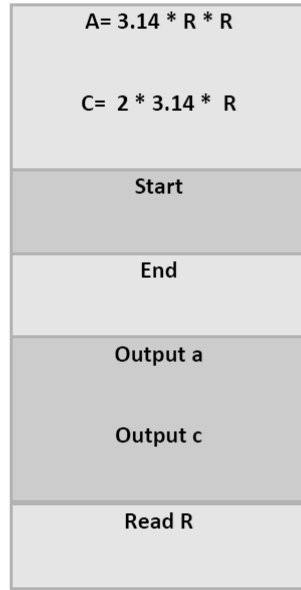 A= 3.14 * R * R
C= 2 * 3.14 * R
Start
End
Output a
Output c
Read R